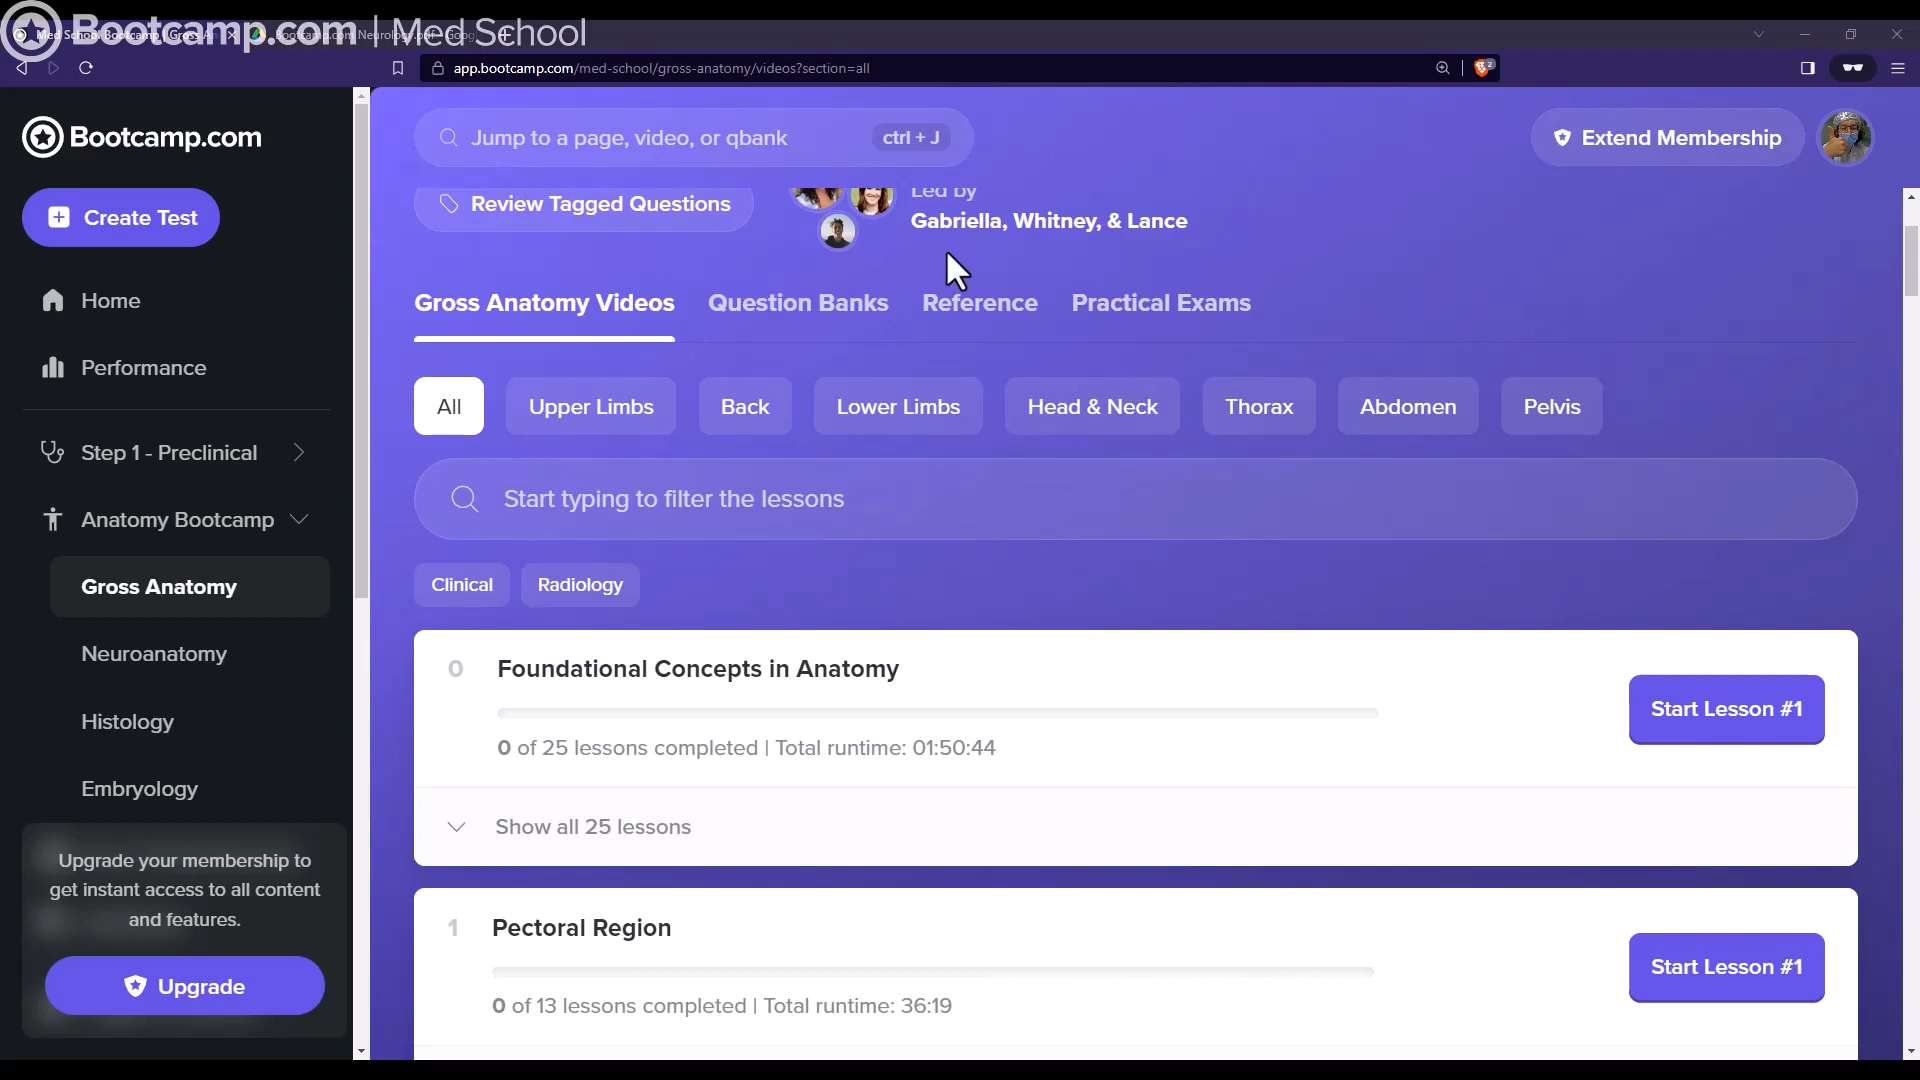 Bootcamp.com | Med School
app.bootcamp.com/med-school/gross-anatomy/videos?section=all
2
Bootcamp.com
Jump to a page, video, or qbank
ctrl + J
Extend Membership
Create Test
Review Tagged Questions
Led by
Gabriella, Whitney, & Lance
Home
Performance
Step 1 - Preclinical
Anatomy Bootcamp
Gross Anatomy
Neuroanatomy
Histology
Embryology
Upgrade your membership to
get instant access to all content
and features.
Upgrade
Gross Anatomy Videos
Question Banks
Reference
Practical Exams
All
Upper Limbs
Back
Lower Limbs
Head & Neck
Thorax
Abdomen
Pelvis
Start typing to filter the lessons
Clinical
Radiology
0
Foundational Concepts in Anatomy
0 of 25 lessons completed | Total runtime: 01:50:44
Start Lesson #1
Show all 25 lessons
1
Pectoral Region
0 of 13 lessons completed | Total runtime: 36:19
Start Lesson #1